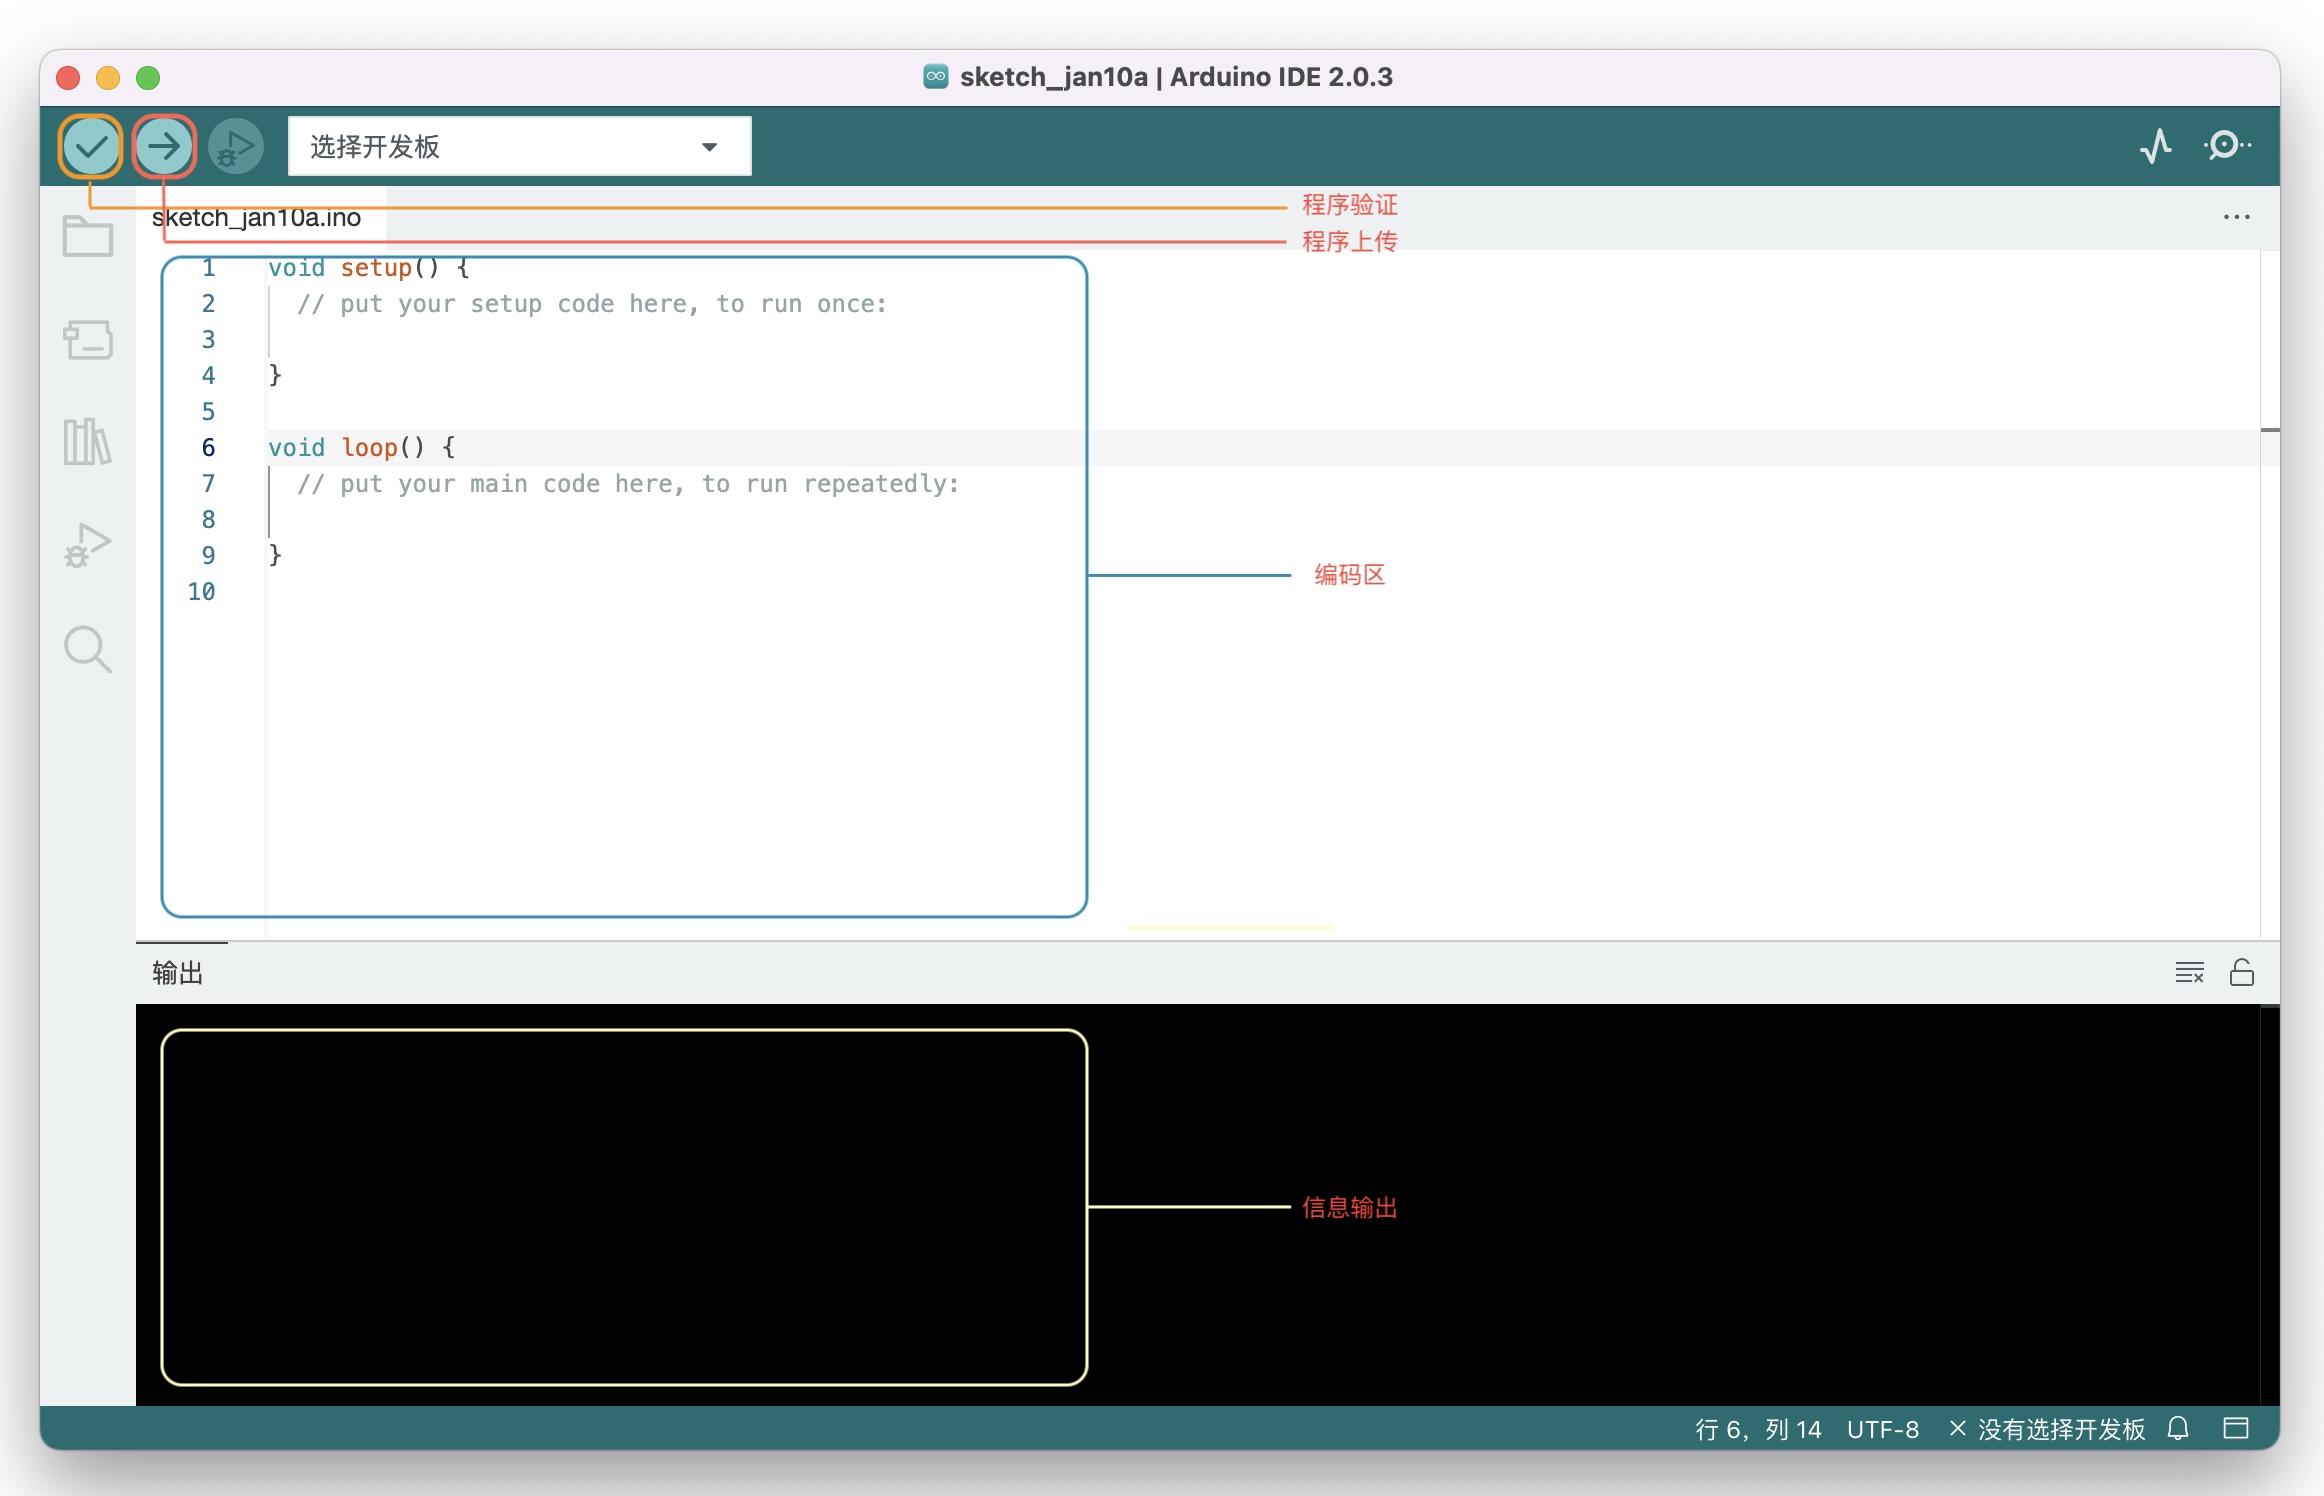 sketch_jan10a | Arduino IDE 2.0.3
选择开发板
程序验证
sketch_jan10a.ino
程序上传
1 void setup() {
2 // put your setup code here, to run once:
3
4 }
5
6 void loop() {
7 // put your main code here, to run repeatedly:
8
9 }
10
编码区
输出
信息输出
行 6，列 14 UTF-8 × 没有选择开发板